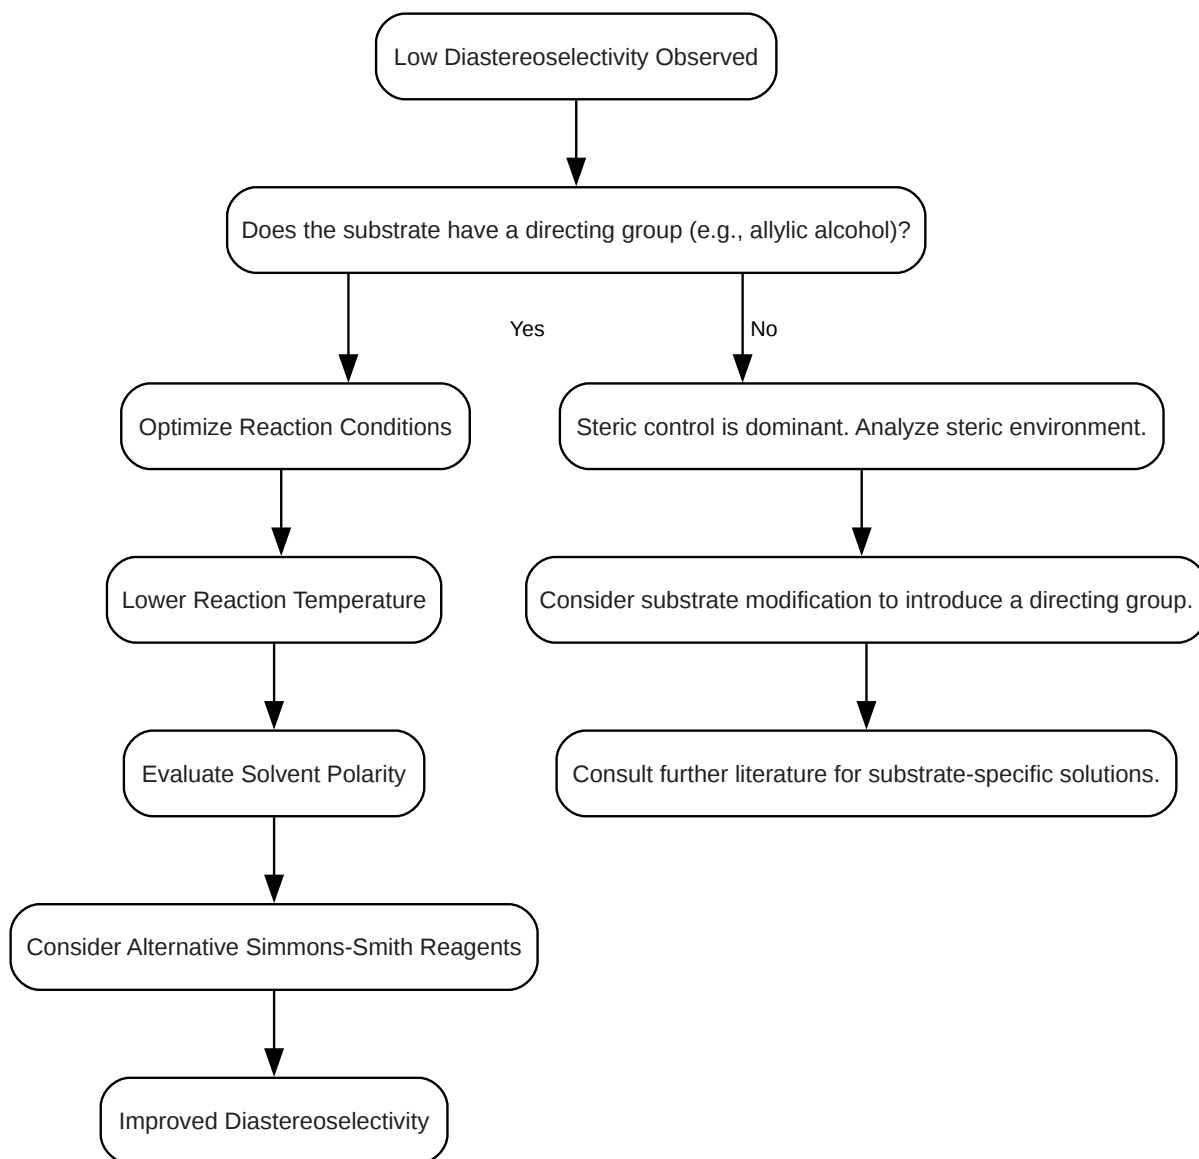 Low Diastereoselectivity Observed
Does the substrate have a directing group (e.g., allylic alcohol)?
Yes
No
Optimize Reaction Conditions
Steric control is dominant. Analyze steric environment.
Lower Reaction Temperature
Consider substrate modification to introduce a directing group.
Evaluate Solvent Polarity
Consult further literature for substrate-specific solutions.
Consider Alternative Simmons-Smith Reagents
Improved Diastereoselectivity